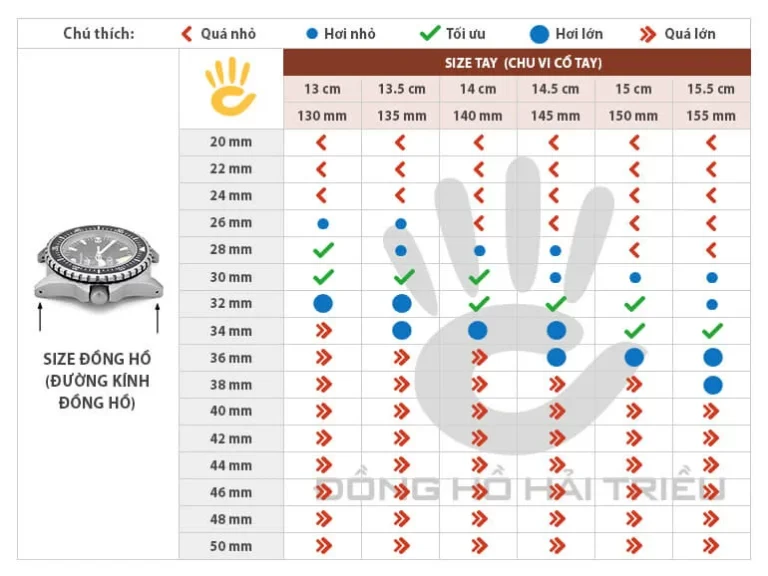 Chú thích: Quá nhỏ Hơi nhỏ Tối ưu Hơi lớn Quá lớn
SIZE TAY (CHU VI CỔ TAY)
13 cm 13.5 cm 14 cm 14.5 cm 15 cm 15.5 cm
130 mm 135 mm 140 mm 145 mm 150 mm 155 mm
20 mm
22 mm
24 mm
26 mm
28 mm
30 mm
32 mm
34 mm
36 mm
38 mm
40 mm
42 mm
44 mm
46 mm
48 mm
50 mm
SIZE ĐỒNG HỒ
(ĐƯỜNG KÍNH
ĐỒNG HỒ)
ĐỒNG HỒ HẢI TRIỀU